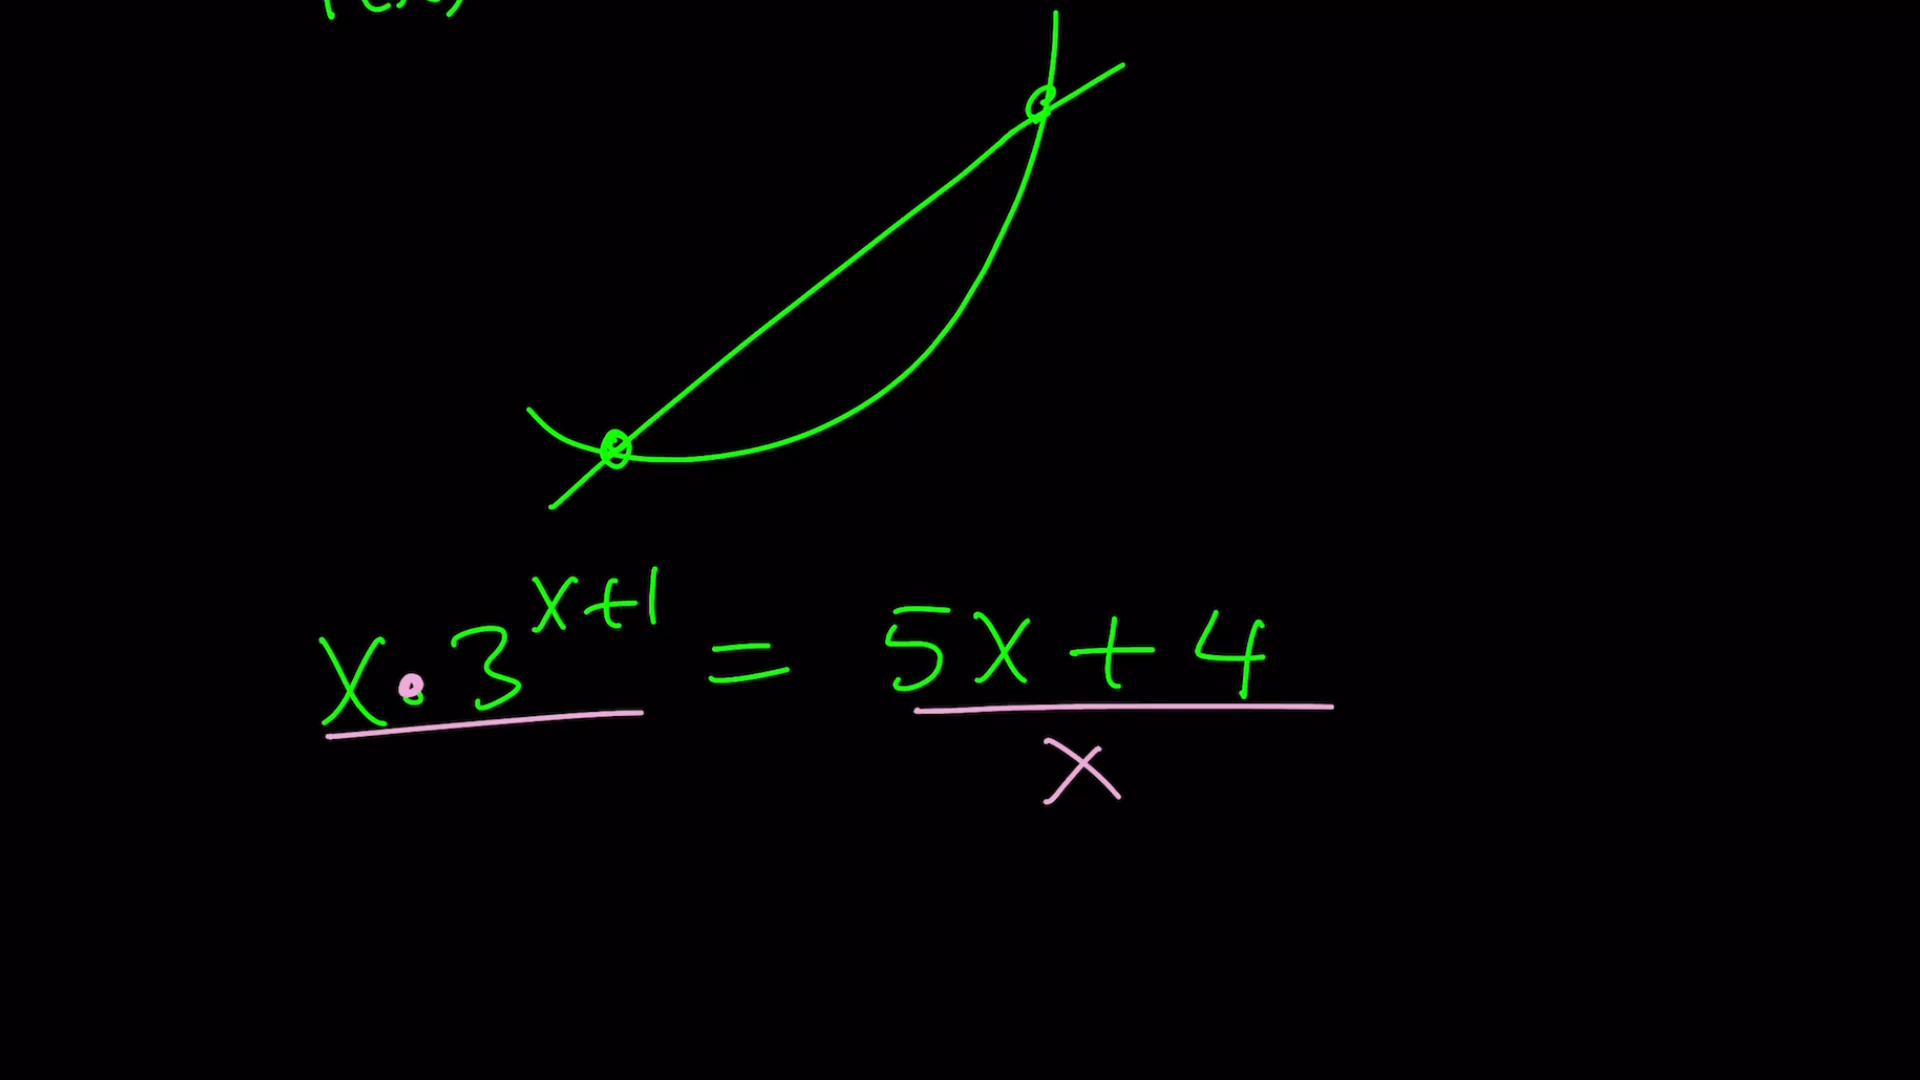 x · 3^{x+1} = 5x + 4
x